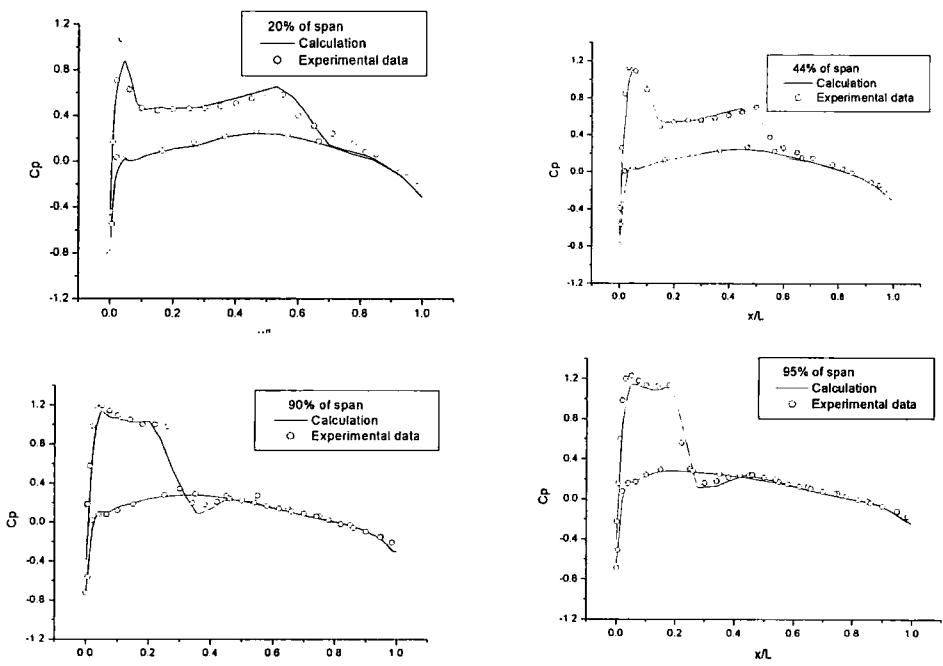 20% of span
Calculation
Experimental data
1.2
0.8
0.4
0.0
-0.4
-0.8
-1.2
Cp
0.0 0.2 0.4 0.6 0.8 1.0
44% of span
Calculation
Experimental data
1.2
0.8
0.4
0.0
-0.4
-0.8
-1.2
Cp
0.0 0.2 0.4 0.6 0.8 1.0
x/L
90% of span
Calculation
Experimental data
1.2
0.8
0.4
0.0
-0.4
-0.8
-1.2
Cp
0.0 0.2 0.4 0.6 0.8 1.0
95% of span
Calculation
Experimental data
1.2
0.8
0.4
0.0
-0.4
-0.8
-1.2
Cp
0.0 0.2 0.4 0.6 0.8 1.0
x/L